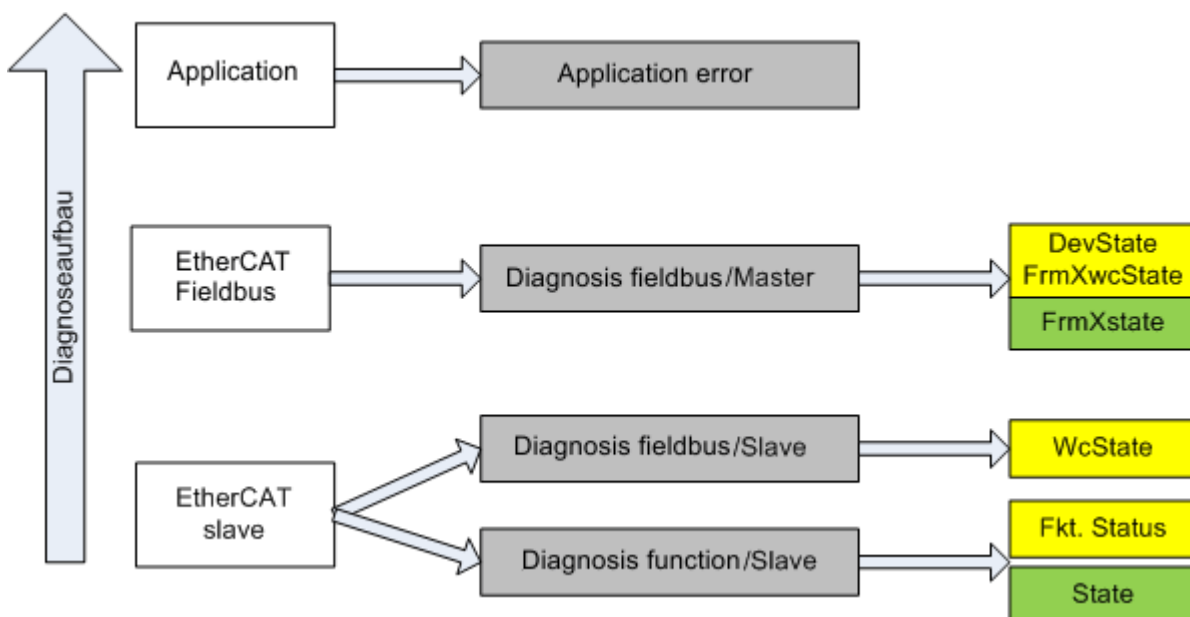 Diagnoseaufbau
Application
Application error
EtherCAT
Fieldbus
Diagnosis fieldbus/Master
DevState
FrmXwcState
FrmXstate
EtherCAT
slave
Diagnosis fieldbus/Slave
WcState
Diagnosis function/Slave
Fkt. Status
State